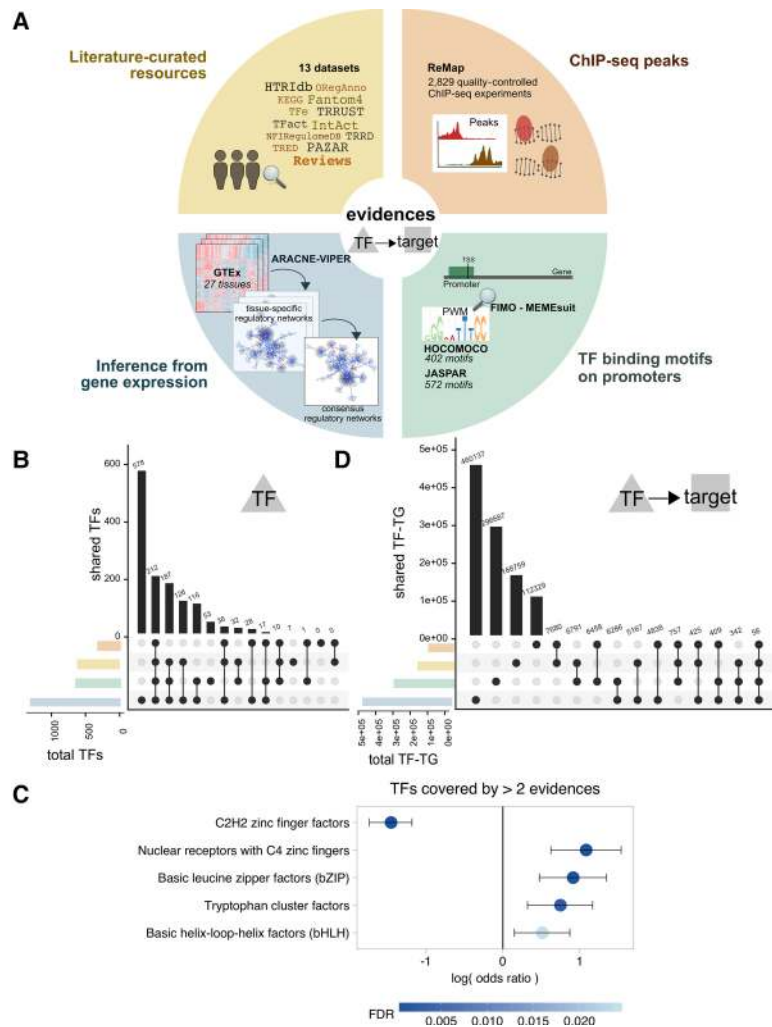 A
Literature-curated
resources
13 datasets
HTRIdb ORegAnno
KEGG Fantom4
TFe TRRUST
TFact IntAct
NFIRegulomeDB TRRD
TRED PAZAR
Reviews
ChIP-seq peaks
ReMap
2,829 quality-controlled
ChIP-seq experiments
Peaks
evidences
TF target
GTEx
27 tissues
ARACNE-VIPER
tissue-specific
regulatory networks
consensus
regulatory networks
Inference from
gene expression
TSS
Gene
Promoter
PWM
FIMO - MEMEsuit
HOCOMOCO
402 motifs
JASPAR
572 motifs
TF binding motifs
on promoters
B
shared TFs
600
400
200
0
212
187
116
53
32
17
10
7
1
0
0
TF
1000
500
0
total TFs
D
shared TF-TG
5e+05
4e+05
3e+05
2e+05
1e+05
0e+00
460137
112329
6791
6458
6286
5167
4838
757
425
409
342
56
TF target
5e+05
4e+05
3e+05
2e+05
1e+05
0e+00
total TF-TG
C
TFs covered by > 2 evidences
C2H2 zinc finger factors
Nuclear receptors with C4 zinc fingers
Basic leucine zipper factors (bZIP)
Tryptophan cluster factors
Basic helix-loop-helix factors (bHLH)
-1
0
1
log( odds ratio )
FDR
0.005
0.010
0.015
0.020